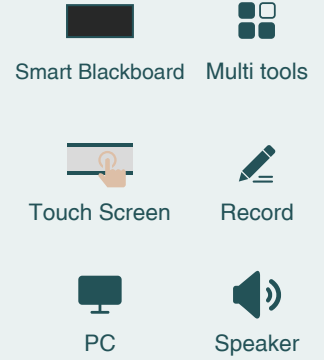 Smart Blackboard
Multi tools
Touch Screen
Record
PC
Speaker